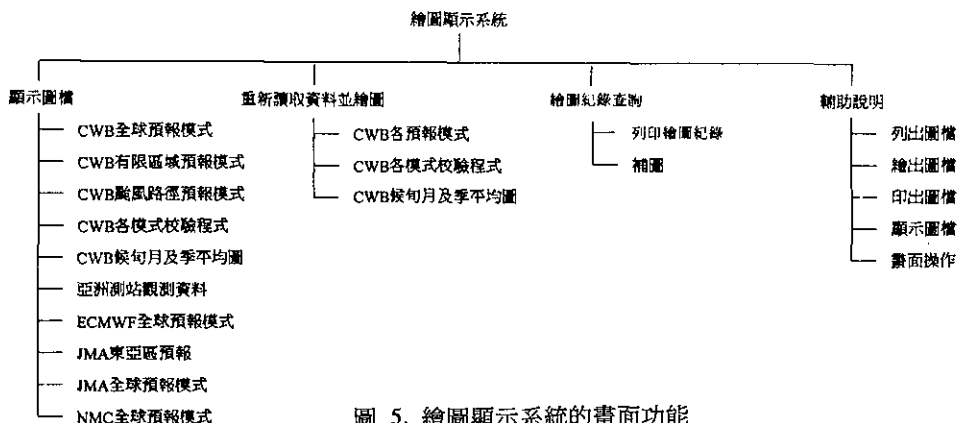 繪圖顯示系統
顯示圖檔
CWB全球預報模式
CWB有限區域預報模式
CWB颱風路徑預報模式
CWB各模式校驗程式
CWB候旬月及季平均圖
亞洲測站觀測資料
ECMWF全球預報模式
JMA東亞區預報
JMA全球預報模式
NMC全球預報模式
重新讀取資料並繪圖
CWB各預報模式
CWB各模式校驗程式
CWB候旬月及季平均圖
繪圖紀錄查詢
列印繪圖紀錄
補圖
輔助說明
列出圖檔
繪出圖檔
印出圖檔
顯示圖檔
畫面操作
圖 5. 繪圖顯示系統的畫面功能